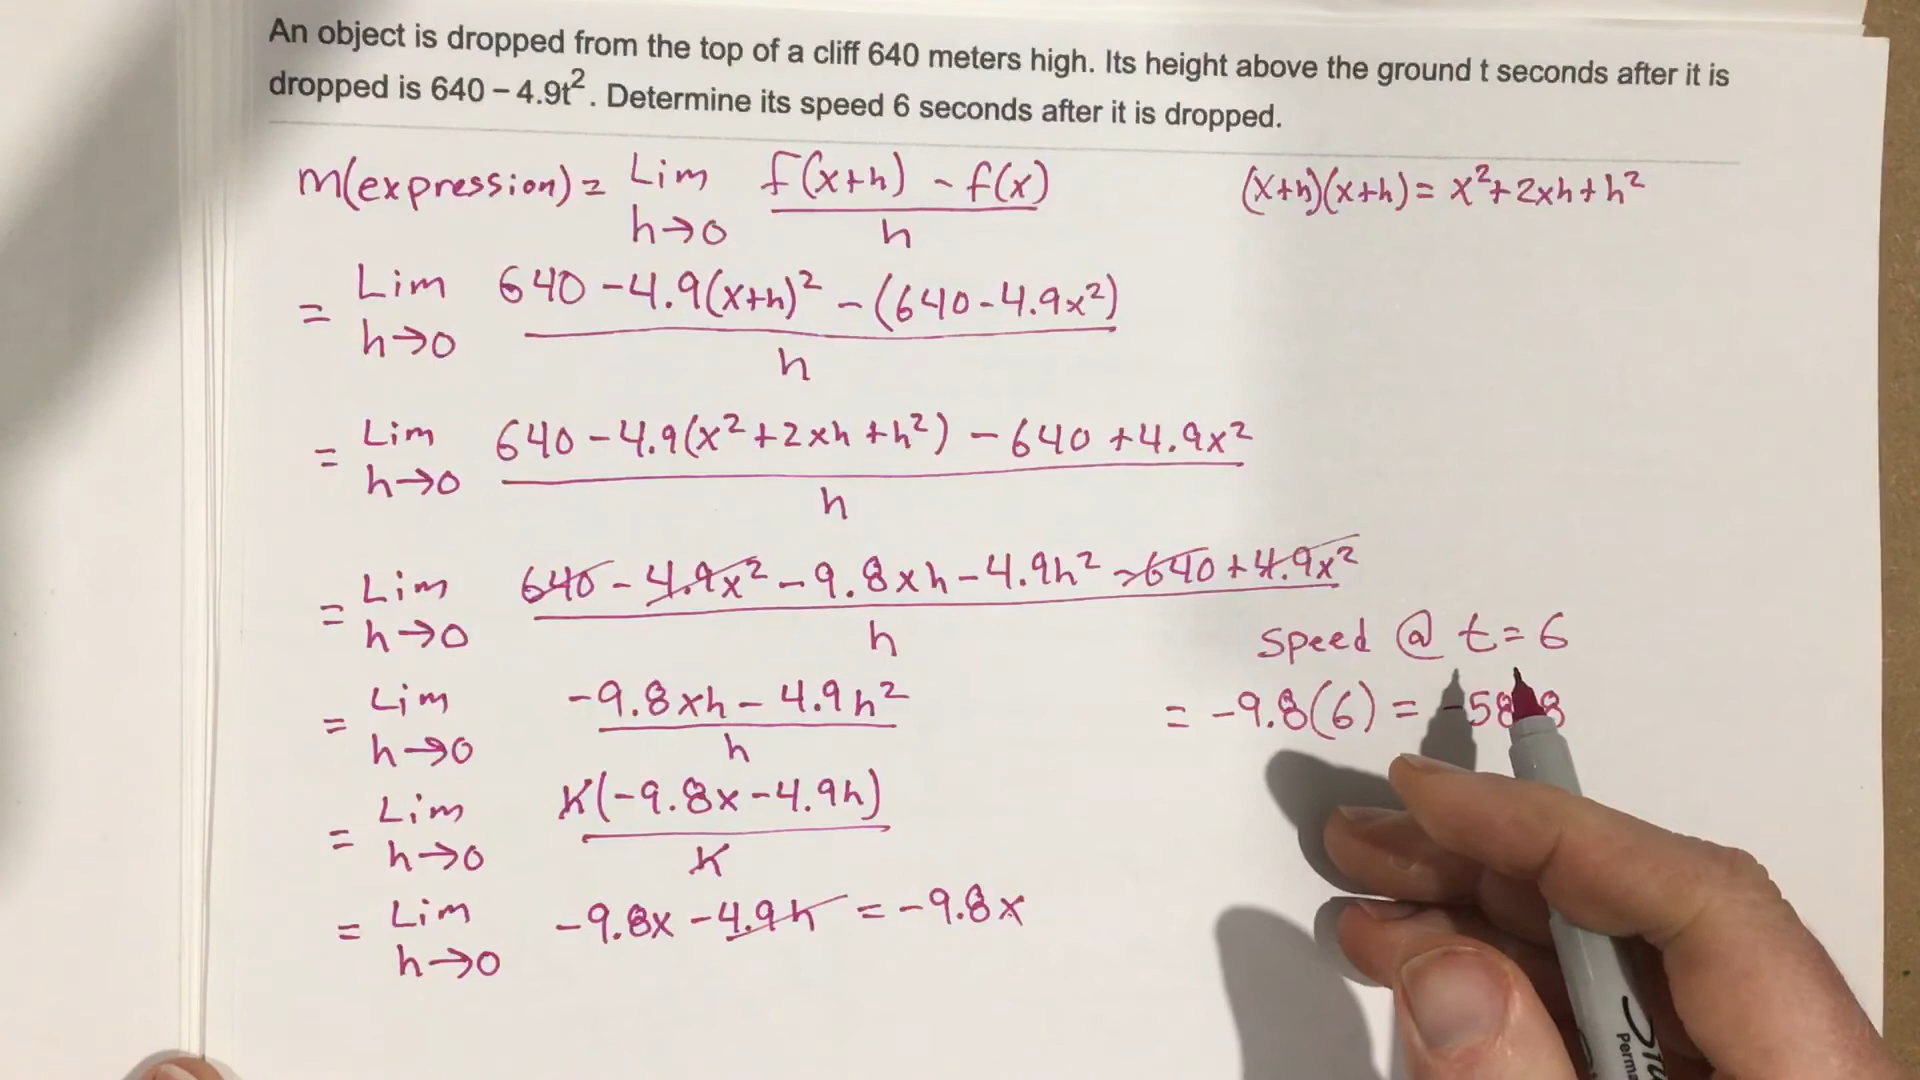 An object is dropped from the top of a cliff 640 meters high. Its height above the ground t seconds after it is
dropped is 640 – 4.9t². Determine its speed 6 seconds after it is dropped.
m(expression) = Lim f(x+h) - f(x)
h→0 h
(x+h)(x+h) = x² + 2xh + h²
= Lim 640 - 4.9(x+h)² - (640 - 4.9x²)
h→0 h
= Lim 640 - 4.9(x² + 2xh + h²) - 640 + 4.9x²
h→0 h
= Lim 640 - 4.9x² - 9.8xh - 4.9h² - 640 + 4.9x²
h→0 h
= Lim -9.8xh - 4.9h²
h→0 h
= Lim h(-9.8x - 4.9h)
h→0 h
= Lim -9.8x - 4.9h = -9.8x
h→0
Speed @ t = 6
= -9.8(6) =